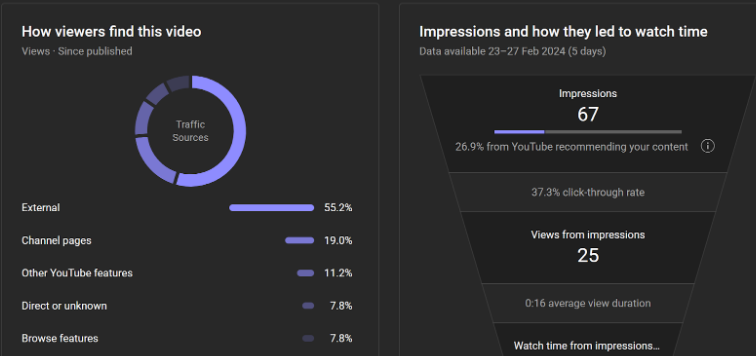 How viewers find this video
Views · Since published
Traffic
Sources
External 55.2%
Channel pages 19.0%
Other YouTube features 11.2%
Direct or unknown 7.8%
Browse features 7.8%
Impressions and how they led to watch time
Data available 23–27 Feb 2024 (5 days)
Impressions
67
26.9% from YouTube recommending your content
37.3% click-through rate
Views from impressions
25
0:16 average view duration
Watch time from impressions...